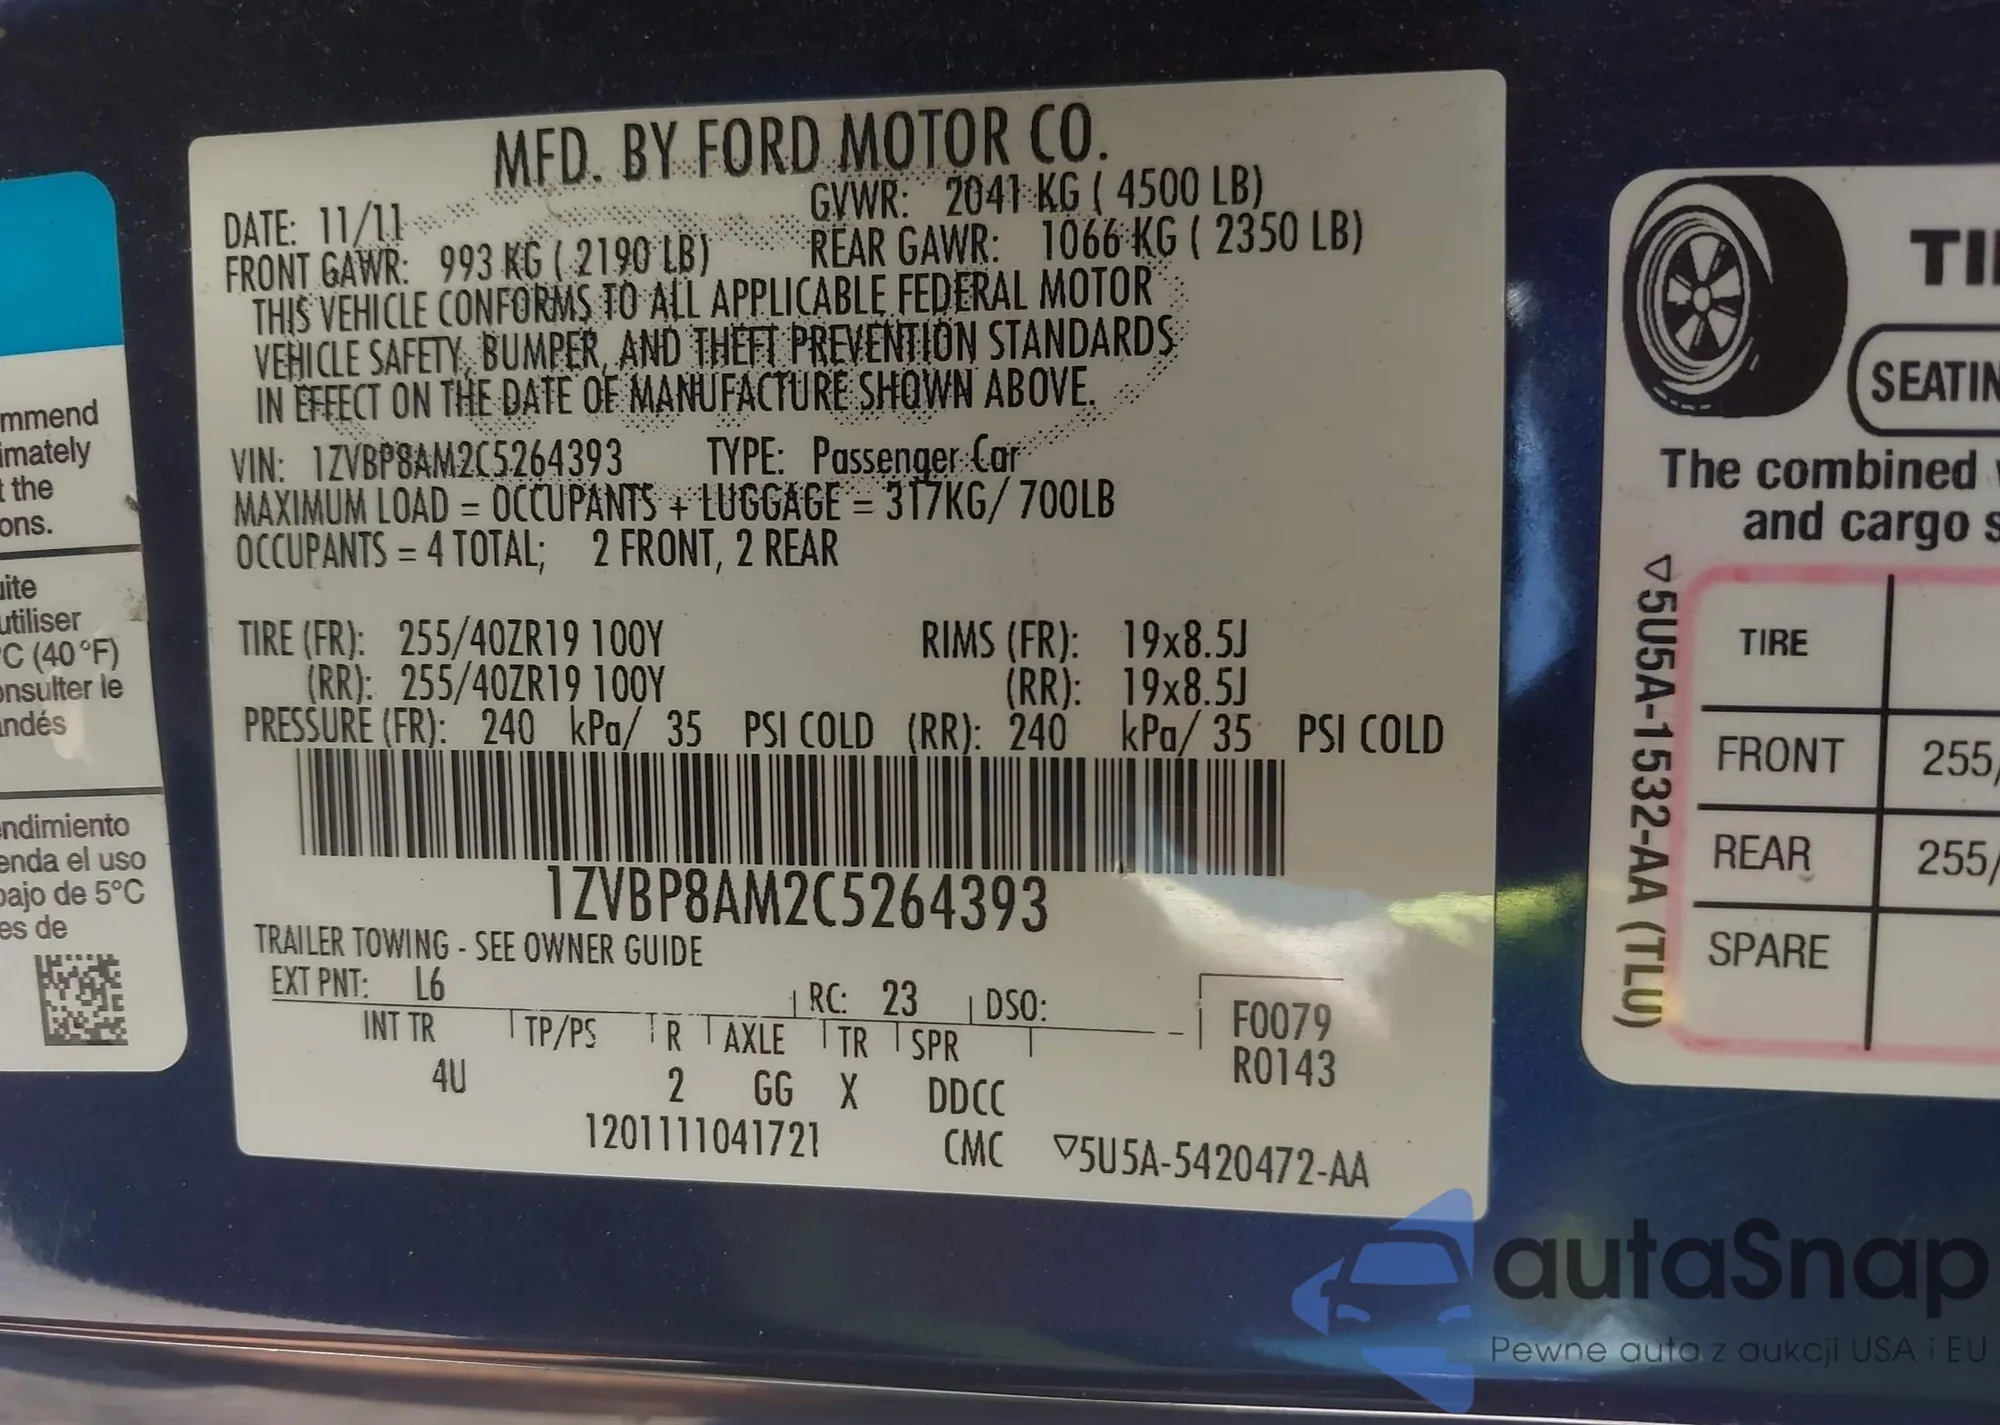 MFD. BY FORD MOTOR CO.
DATE: 11/11
GVWR: 2041 KG ( 4500 LB)
FRONT GAWR: 993 KG ( 2190 LB)
REAR GAWR: 1066 KG ( 2350 LB)
THIS VEHICLE CONFORMS TO ALL APPLICABLE FEDERAL MOTOR
VEHICLE SAFETY, BUMPER, AND THEFT PREVENTION STANDARDS
IN EFFECT ON THE DATE OF MANUFACTURE SHOWN ABOVE.
VIN: 1ZVBP8AM2C5264393 TYPE: Passenger Car
MAXIMUM LOAD = OCCUPANTS + LUGGAGE = 317KG/ 700LB
OCCUPANTS = 4 TOTAL; 2 FRONT, 2 REAR
TIRE (FR): 255/40ZR19 100Y RIMS (FR): 19x8.5J
(RR): 255/40ZR19 100Y (RR): 19x8.5J
PRESSURE (FR): 240 kPa/ 35 PSI COLD (RR): 240 kPa/ 35 PSI COLD
1ZVBP8AM2C5264393
TRAILER TOWING - SEE OWNER GUIDE
EXT PNT: L6 RC: 23 DSO:
INT TR TP/PS R AXLE TR SPR
4U 2 GG X DDCC
F0079
R0143
1201111041721 CMC ▽5U5A-5420472-AA
mmend
imately
t the
ons.
uite
utiliser
°C (40 °F)
onsulter le
andés
endimiento
enda el uso
bajo de 5°C
es de
TI
SEATIN
The combined
and cargo s
▽5U5A-1532-AA (TLU)
TIRE
FRONT 255/
REAR 255/
SPARE
autaSnap
Pewne auta z aukcji USA i EU